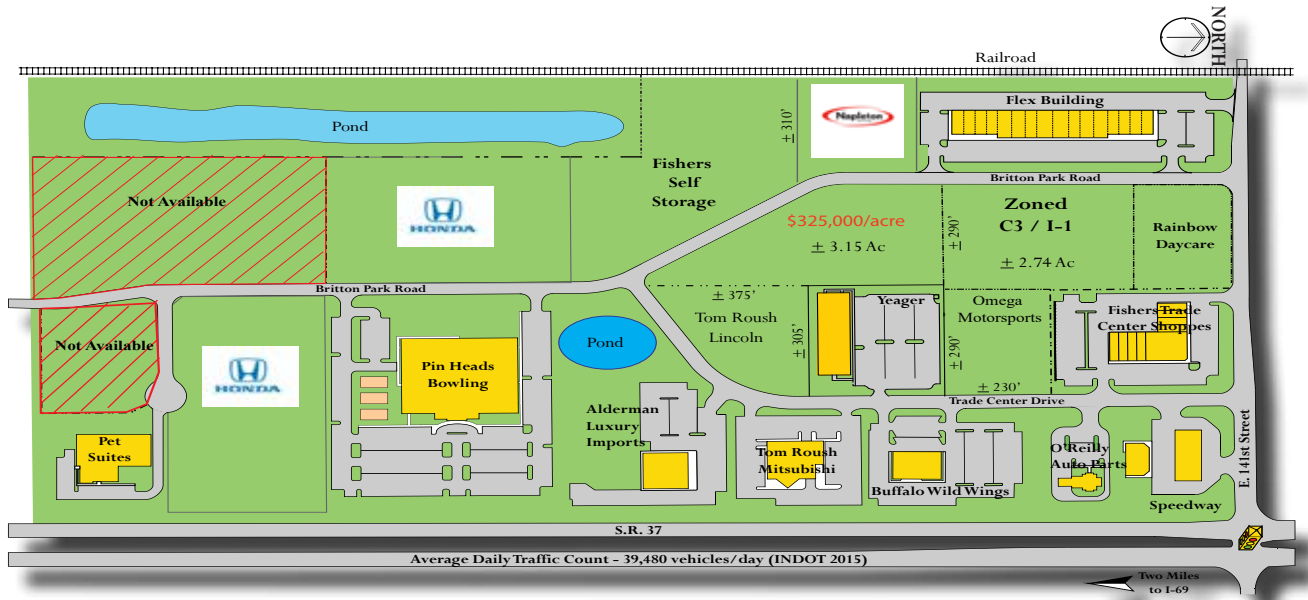 NORTH
Railroad
Flex Building
Napleton
± 310'
Pond
Fishers
Self
Storage
Britton Park Road
Not Available
HONDA
$325,000/acre
± 3.15 Ac
± 290'
Zoned
C3 / I-1
± 2.74 Ac
Rainbow
Daycare
Britton Park Road
± 375'
Tom Roush
Lincoln
± 305'
Yeager
Omega
Motorsports
± 290'
± 230'
Fishers Trade
Center Shoppes
Not Available
HONDA
Pin Heads
Bowling
Pond
Trade Center Drive
Alderman
Luxury
Imports
Pet
Suites
Tom Roush
Mitsubishi
Buffalo Wild Wings
O'Reilly
Auto Parts
Speedway
E. 141st Street
S.R. 37
Average Daily Traffic Count - 39,480 vehicles/day (INDOT 2015)
Two Miles
to I-69